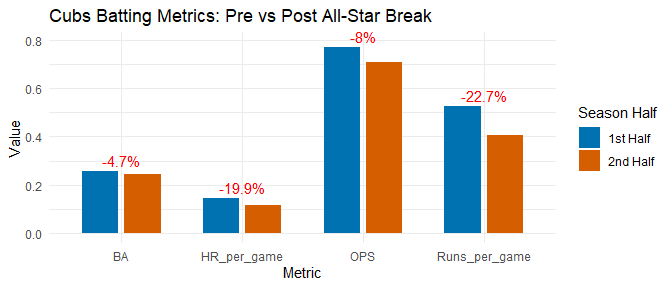 Cubs Batting Metrics: Pre vs Post All-Star Break
Value
0.8
0.6
0.4
0.2
0.0
-4.7%
-19.9%
-8%
-22.7%
BA
HR_per_game
OPS
Runs_per_game
Metric
Season Half
1st Half
2nd Half